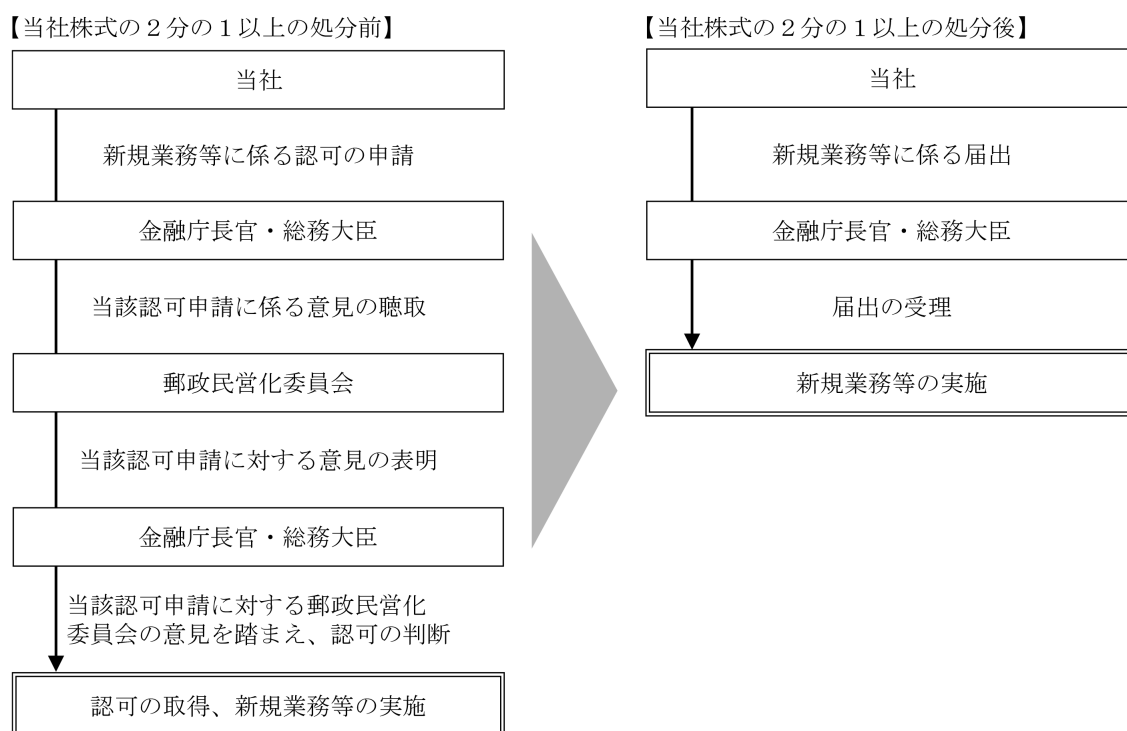 【当社株式の２分の１以上の処分前】
当社
新規業務等に係る認可の申請
金融庁長官・総務大臣
当該認可申請に係る意見の聴取
郵政民営化委員会
当該認可申請に対する意見の表明
金融庁長官・総務大臣
当該認可申請に対する郵政民営化
委員会の意見を踏まえ、認可の判断
認可の取得、新規業務等の実施
【当社株式の２分の１以上の処分後】
当社
新規業務等に係る届出
金融庁長官・総務大臣
届出の受理
新規業務等の実施